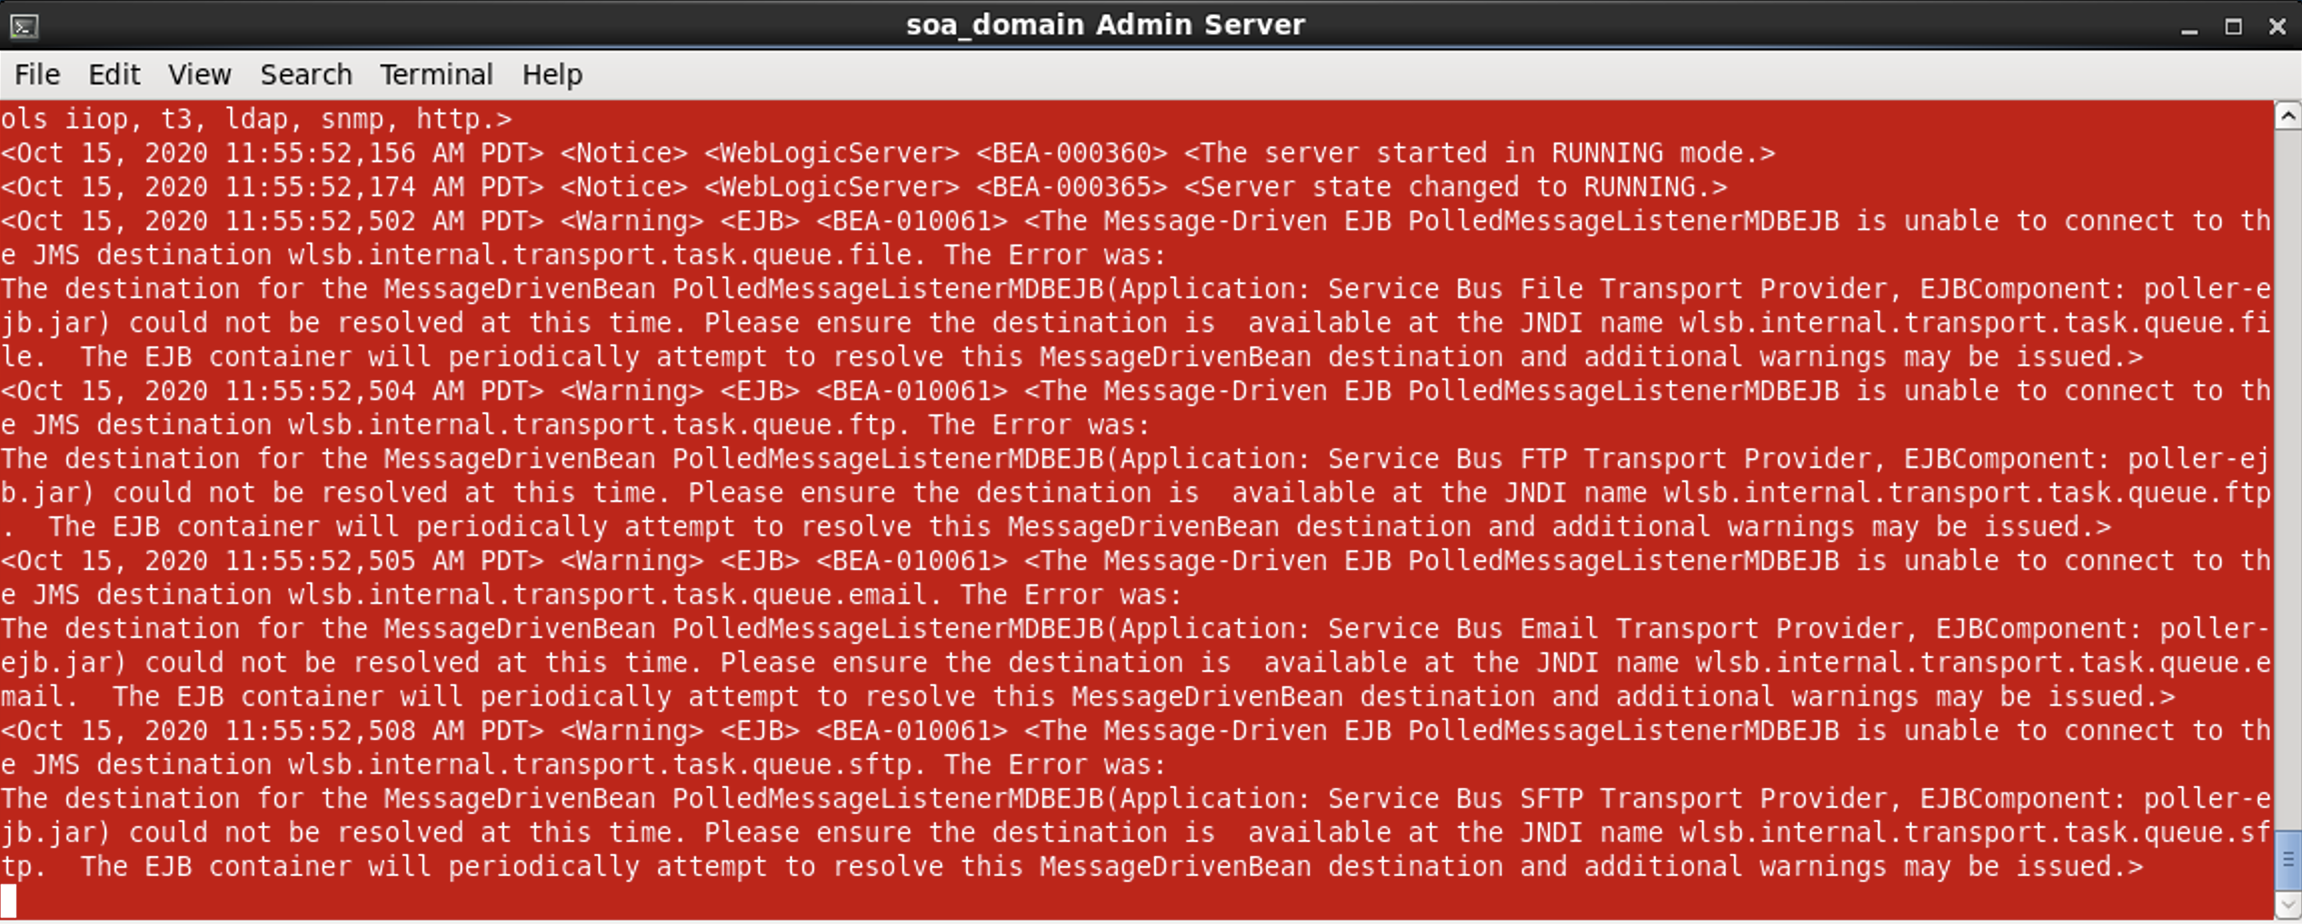 soa_domain Admin Server
File Edit View Search Terminal Help
ols iiop, t3, ldap, snmp, http.>
<Oct 15, 2020 11:55:52,156 AM PDT> <Notice> <WebLogicServer> <BEA-000360> <The server started in RUNNING mode.>
<Oct 15, 2020 11:55:52,174 AM PDT> <Notice> <WebLogicServer> <BEA-000365> <Server state changed to RUNNING.>
<Oct 15, 2020 11:55:52,502 AM PDT> <Warning> <EJB> <BEA-010061> <The Message-Driven EJB PolledMessageListenerMDBEJB is unable to connect to th
e JMS destination wlsb.internal.transport.task.queue.file. The Error was:
The destination for the MessageDrivenBean PolledMessageListenerMDBEJB(Application: Service Bus File Transport Provider, EJBComponent: poller-e
jb.jar) could not be resolved at this time. Please ensure the destination is  available at the JNDI name wlsb.internal.transport.task.queue.fi
le.  The EJB container will periodically attempt to resolve this MessageDrivenBean destination and additional warnings may be issued.>
<Oct 15, 2020 11:55:52,504 AM PDT> <Warning> <EJB> <BEA-010061> <The Message-Driven EJB PolledMessageListenerMDBEJB is unable to connect to th
e JMS destination wlsb.internal.transport.task.queue.ftp. The Error was:
The destination for the MessageDrivenBean PolledMessageListenerMDBEJB(Application: Service Bus FTP Transport Provider, EJBComponent: poller-ej
b.jar) could not be resolved at this time. Please ensure the destination is  available at the JNDI name wlsb.internal.transport.task.queue.ftp
.  The EJB container will periodically attempt to resolve this MessageDrivenBean destination and additional warnings may be issued.>
<Oct 15, 2020 11:55:52,505 AM PDT> <Warning> <EJB> <BEA-010061> <The Message-Driven EJB PolledMessageListenerMDBEJB is unable to connect to th
e JMS destination wlsb.internal.transport.task.queue.email. The Error was:
The destination for the MessageDrivenBean PolledMessageListenerMDBEJB(Application: Service Bus Email Transport Provider, EJBComponent: poller-
ejb.jar) could not be resolved at this time. Please ensure the destination is  available at the JNDI name wlsb.internal.transport.task.queue.e
mail.  The EJB container will periodically attempt to resolve this MessageDrivenBean destination and additional warnings may be issued.>
<Oct 15, 2020 11:55:52,508 AM PDT> <Warning> <EJB> <BEA-010061> <The Message-Driven EJB PolledMessageListenerMDBEJB is unable to connect to th
e JMS destination wlsb.internal.transport.task.queue.sftp. The Error was:
The destination for the MessageDrivenBean PolledMessageListenerMDBEJB(Application: Service Bus SFTP Transport Provider, EJBComponent: poller-e
jb.jar) could not be resolved at this time. Please ensure the destination is  available at the JNDI name wlsb.internal.transport.task.queue.sf
tp.  The EJB container will periodically attempt to resolve this MessageDrivenBean destination and additional warnings may be issued.>